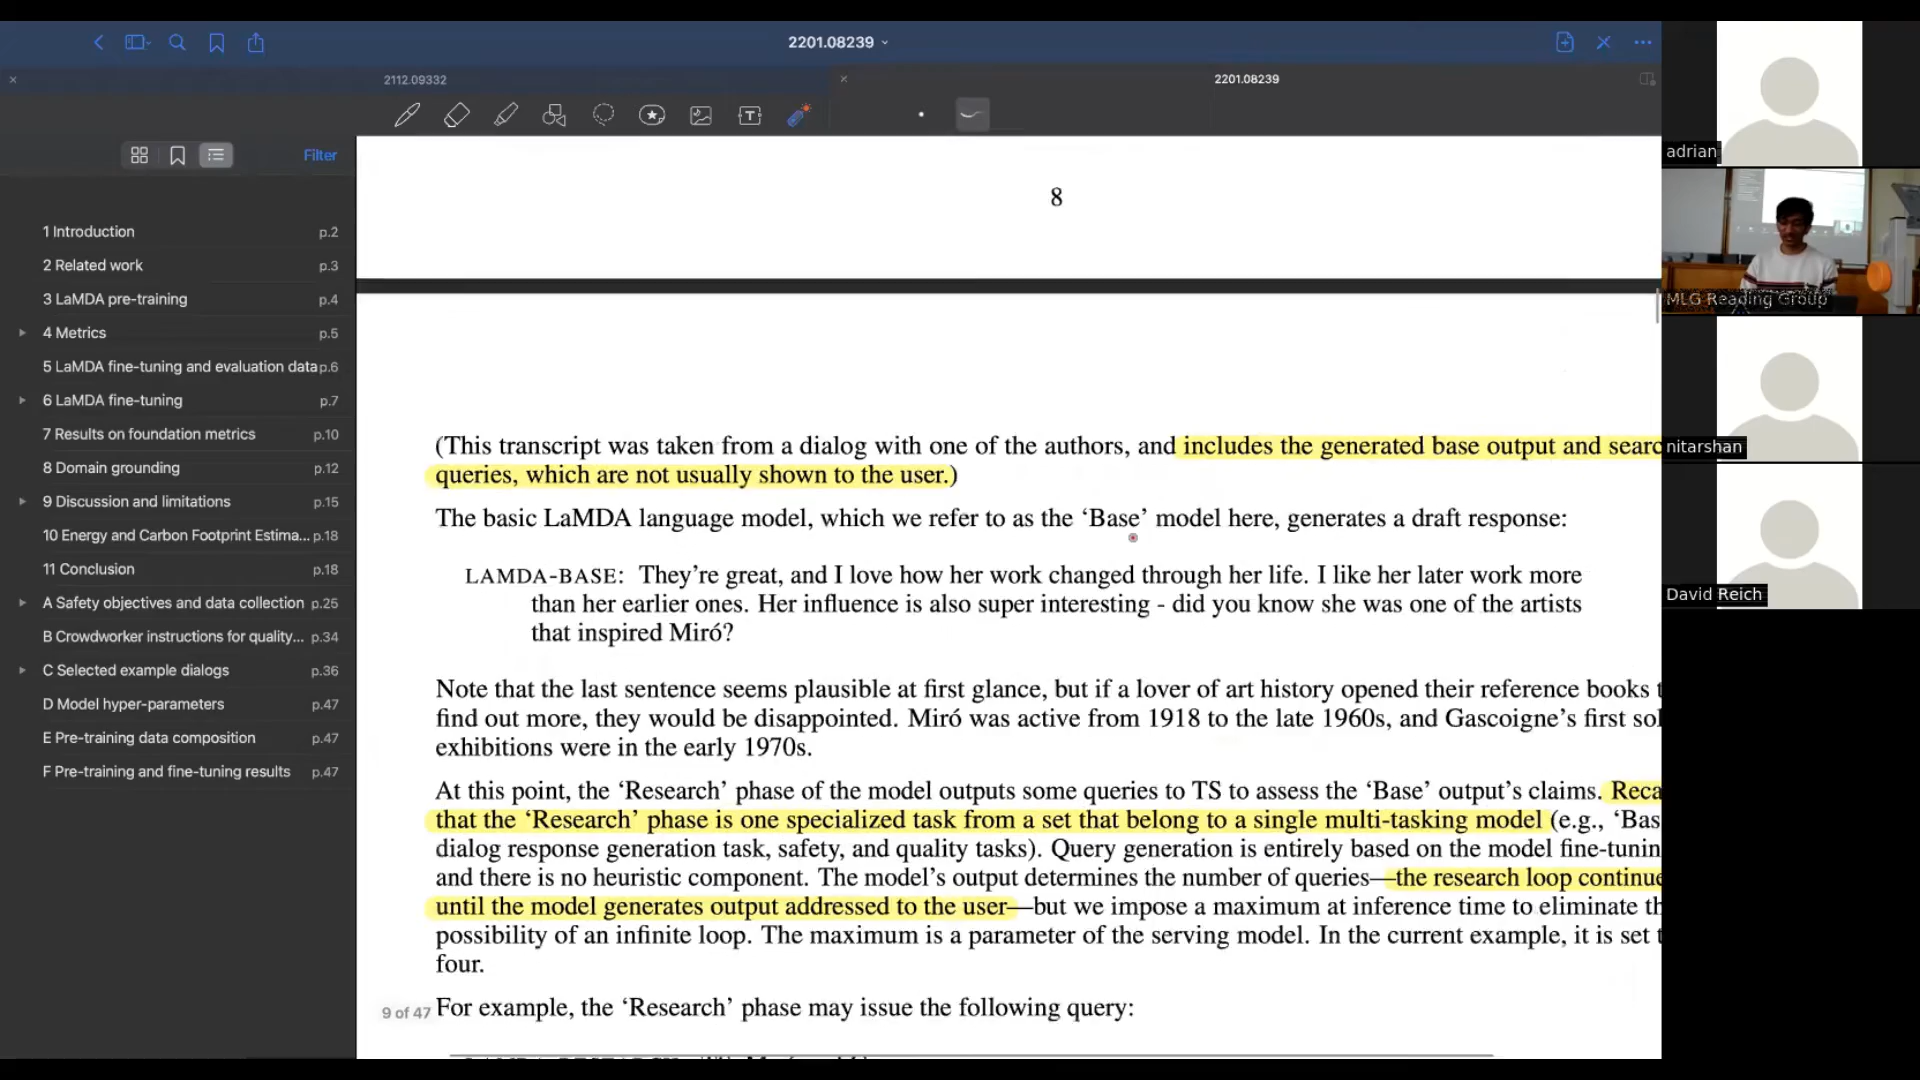 2201.08239
2112.09332
2201.08239
Filter
1 Introduction p.2
2 Related work p.3
3 LaMDA pre-training p.4
4 Metrics p.5
5 LaMDA fine-tuning and evaluation data p.6
6 LaMDA fine-tuning p.7
7 Results on foundation metrics p.10
8 Domain grounding p.12
9 Discussion and limitations p.15
10 Energy and Carbon Footprint Estima... p.18
11 Conclusion p.18
A Safety objectives and data collection p.25
B Crowdworker instructions for quality... p.34
C Selected example dialogs p.36
D Model hyper-parameters p.47
E Pre-training data composition p.47
F Pre-training and fine-tuning results p.47
8
(This transcript was taken from a dialog with one of the authors, and includes the generated base output and searc
queries, which are not usually shown to the user.)
The basic LaMDA language model, which we refer to as the ‘Base’ model here, generates a draft response:
LAMDA-BASE: They’re great, and I love how her work changed through her life. I like her later work more
than her earlier ones. Her influence is also super interesting - did you know she was one of the artists
that inspired Miró?
Note that the last sentence seems plausible at first glance, but if a lover of art history opened their reference books t
find out more, they would be disappointed. Miró was active from 1918 to the late 1960s, and Gascoigne’s first sol
exhibitions were in the early 1970s.
At this point, the ‘Research’ phase of the model outputs some queries to TS to assess the ‘Base’ output’s claims. Reca
that the ‘Research’ phase is one specialized task from a set that belong to a single multi-tasking model (e.g., ‘Bas
dialog response generation task, safety, and quality tasks). Query generation is entirely based on the model fine-tunin
and there is no heuristic component. The model’s output determines the number of queries—the research loop continue
until the model generates output addressed to the user—but we impose a maximum at inference time to eliminate th
possibility of an infinite loop. The maximum is a parameter of the serving model. In the current example, it is set t
four.
9 of 47
For example, the ‘Research’ phase may issue the following query:
adrian
MLG Reading Group
nitarshan
David Reich